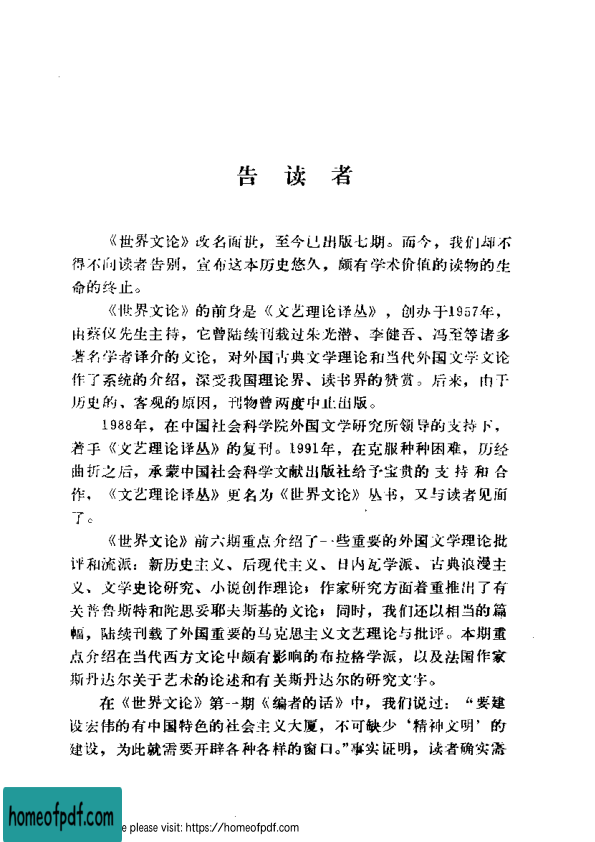 告读者
《世界文论》改名面世，至今已出版七期。而今，我们却不
得不向读者告别，宣布这本历史悠久，颇有学术价值的读物的生
命的终止。
《世界文论》的前身是《文艺理论译丛》，创办于1957年，
由蔡仪先生主持，它曾陆续刊载过朱光潜、李健吾、冯至等诸多
著名学者译介的文论，对外国古典文学理论和当代外国文学文论
作了系统的介绍，深受我国理论界、读书界的赞赏。后来，由于
历史的、客观的原因，刊物曾两度中止出版。
1988年，在中国社会科学院外国文学研究所领导的支持下，
着手《文艺理论译丛》的复刊。1991年，在克服种种困难，历经
曲折之后，承蒙中国社会科学文献出版社给予宝贵的支持和合
作，《文艺理论译丛》更名为《世界文论》丛书，又与读者见面
了。
《世界文论》前六期重点介绍了一些重要的外国文学理论批
评和流派：新历史主义、后现代主义、日内瓦学派、古典浪漫主
义、文学史论研究、小说创作理论；作家研究方面着重推出了有
关普鲁斯特和陀思妥耶夫斯基的文论；同时，我们还以相当的篇
幅，陆续刊载了外国重要的马克思主义文艺理论与批评。本期重
点介绍在当代西方文论中颇有影响的布拉格学派，以及法国作家
斯丹达尔关于艺术的论述和有关斯丹达尔的研究文字。
在《世界文论》第一期《编者的话》中，我们说过：“要建
设宏伟的有中国特色的社会主义大厦，不可缺少‘精神文明’的
建设，为此就需要开辟各种各样的窗口。”事实证明，读者确实需
homeofpdf.com
e please visit: https://homeofpdf.com